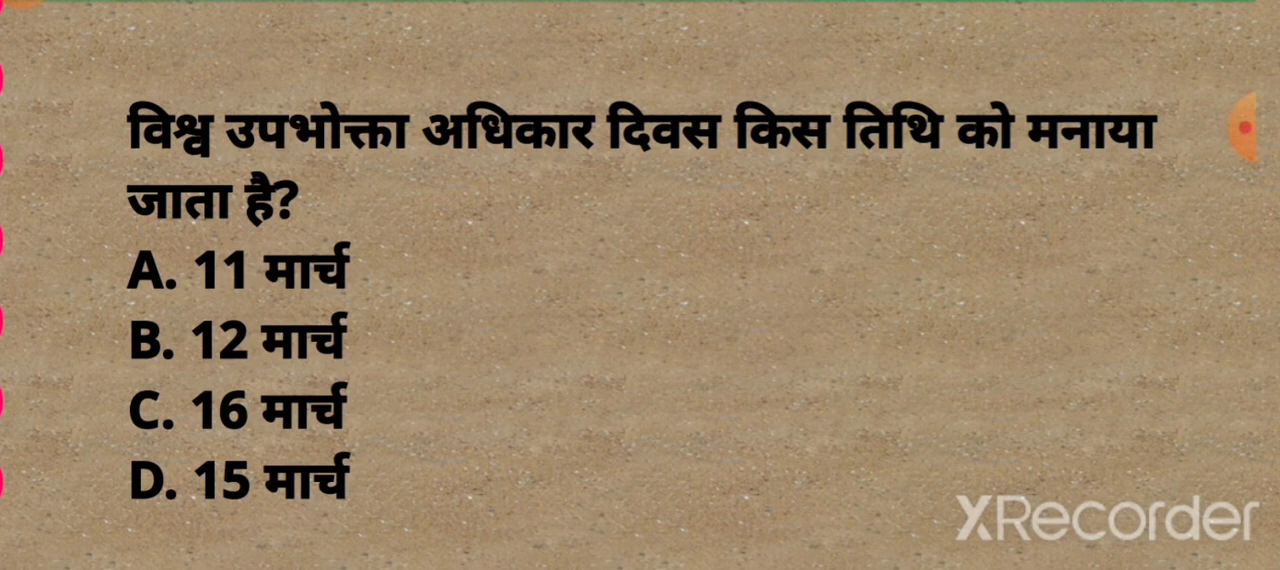 विश्व उपभोक्ता अधिकार दिवस किस तिथि को मनाया
जाता है?
A. 11 मार्च
B. 12 मार्च
C. 16 मार्च
D. 15 मार्च
XRecorder